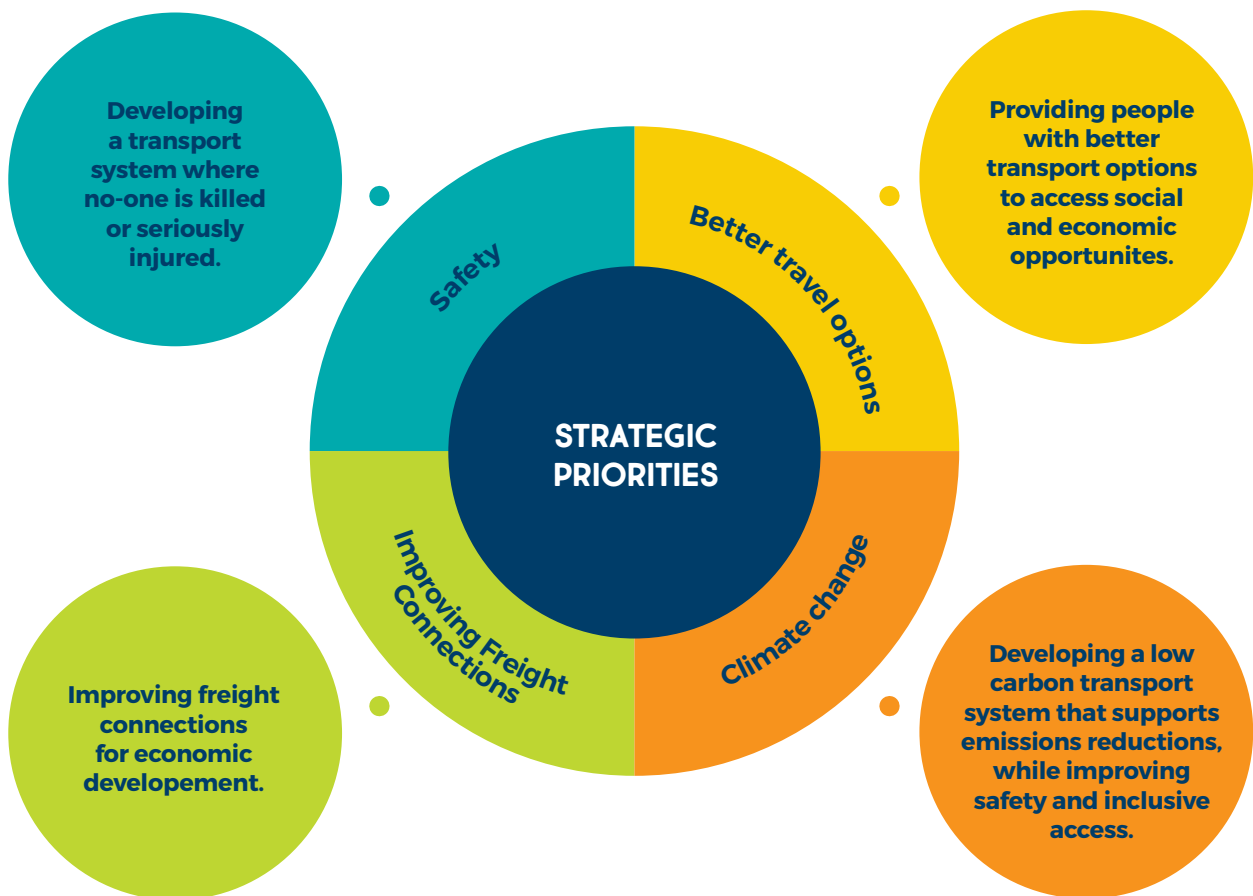 Developing
a transport
system where
no-one is killed
or seriously
injured.
Providing people
with better
transport options
to access social
and economic
opportunites.
Safety
Better travel options
STRATEGIC
PRIORITIES
Improving Freight
Connections
Climate change
Improving freight
connections
for economic
developement.
Developing a low
carbon transport
system that supports
emissions reductions,
while improving
safety and inclusive
access.